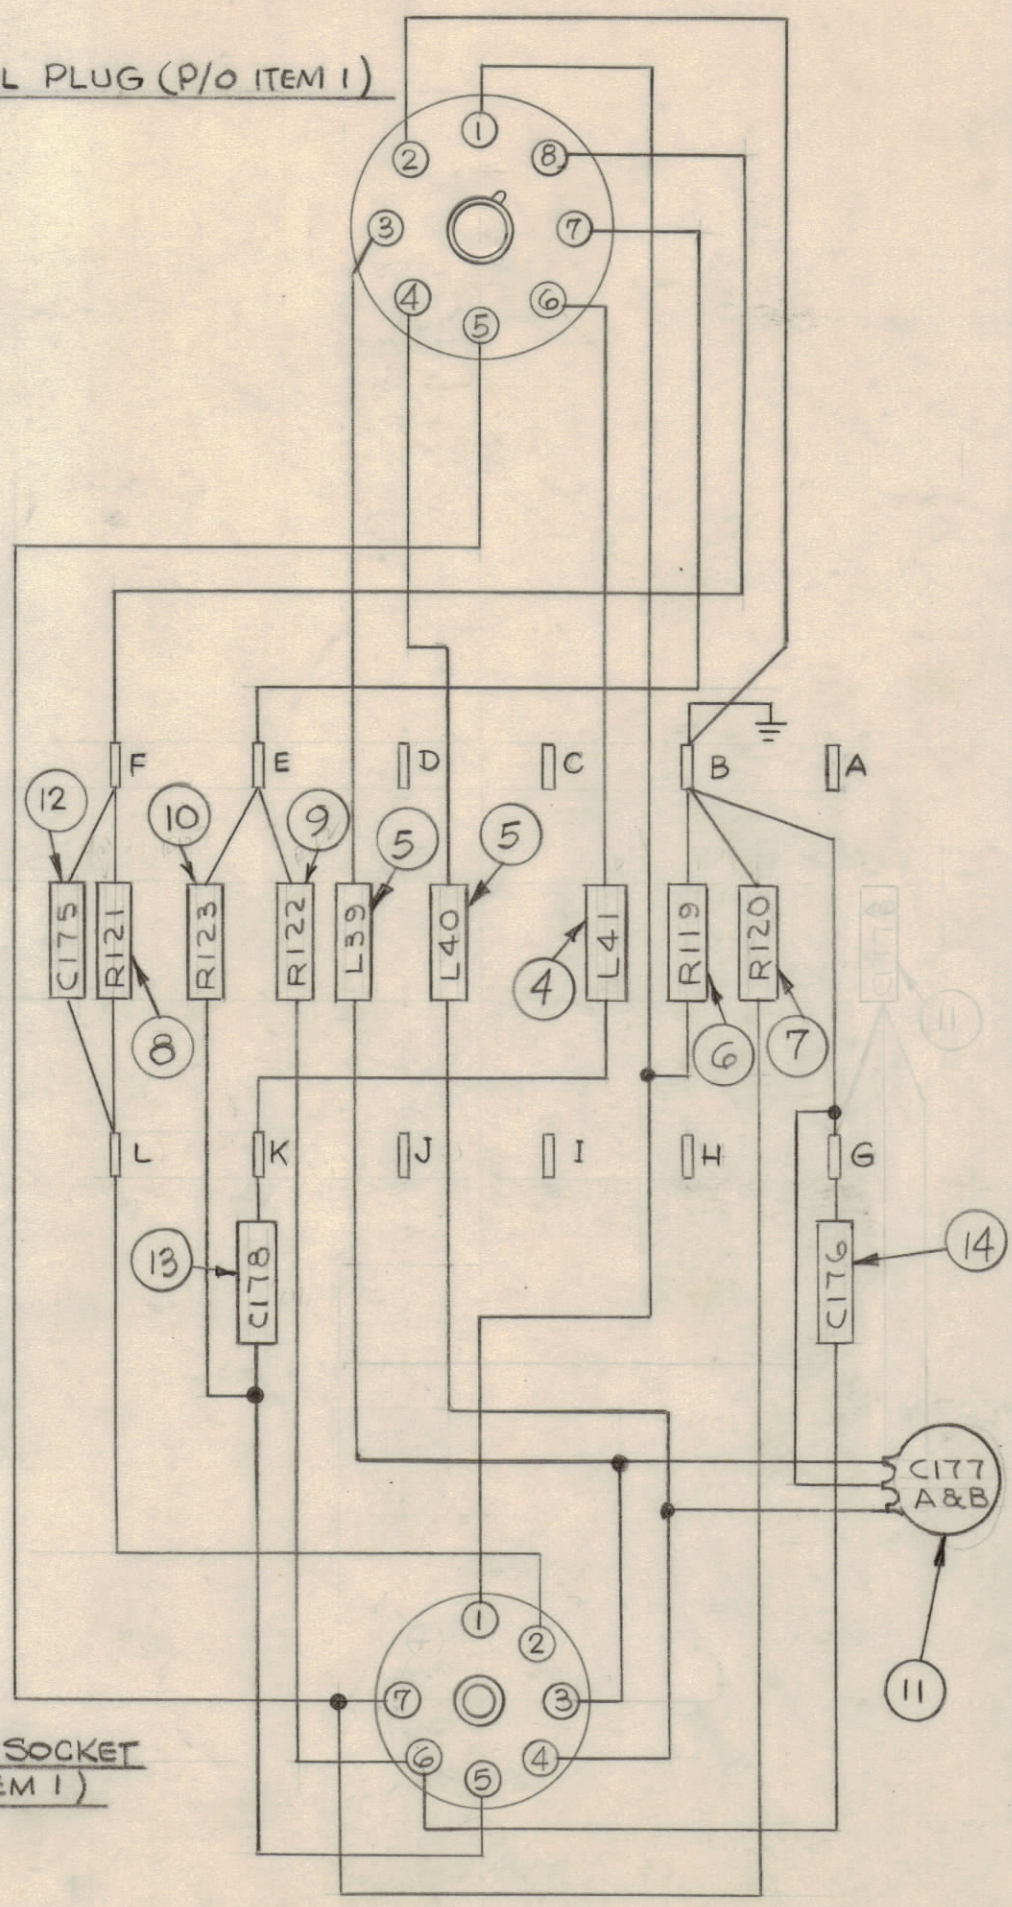 L PLUG (P/O ITEM 1)
1
2
8
3
7
4
6
5
F
E
D
C
B
A
12
10
9
5
5
C175
R121
R123
R122
L39
L40
L41
R119
R120
4
8
6
7
11
L
K
J
I
H
G
13
C178
C176
14
C177
A & B
1
2
7
3
6
4
5
11
SOCKET
EM 1)